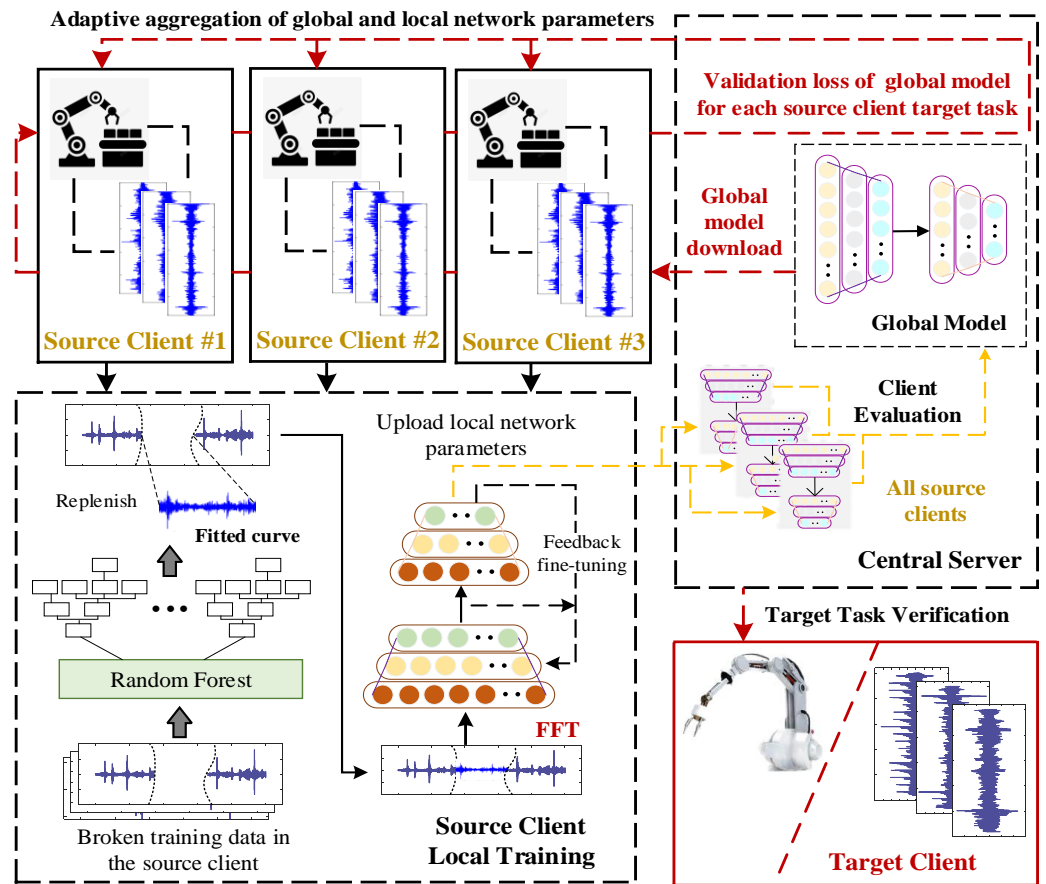 Adaptive aggregation of global and local network parameters
Validation loss of global model
for each source client target task
Global
model
download
Global Model
Source Client #1
Source Client #2
Source Client #3
Client
Evaluation
All source
clients
Central Server
Upload local network
parameters
Replenish
Fitted curve
Feedback
fine-tuning
Random Forest
FFT
Broken training data in
the source client
Source Client
Local Training
Target Task Verification
Target Client